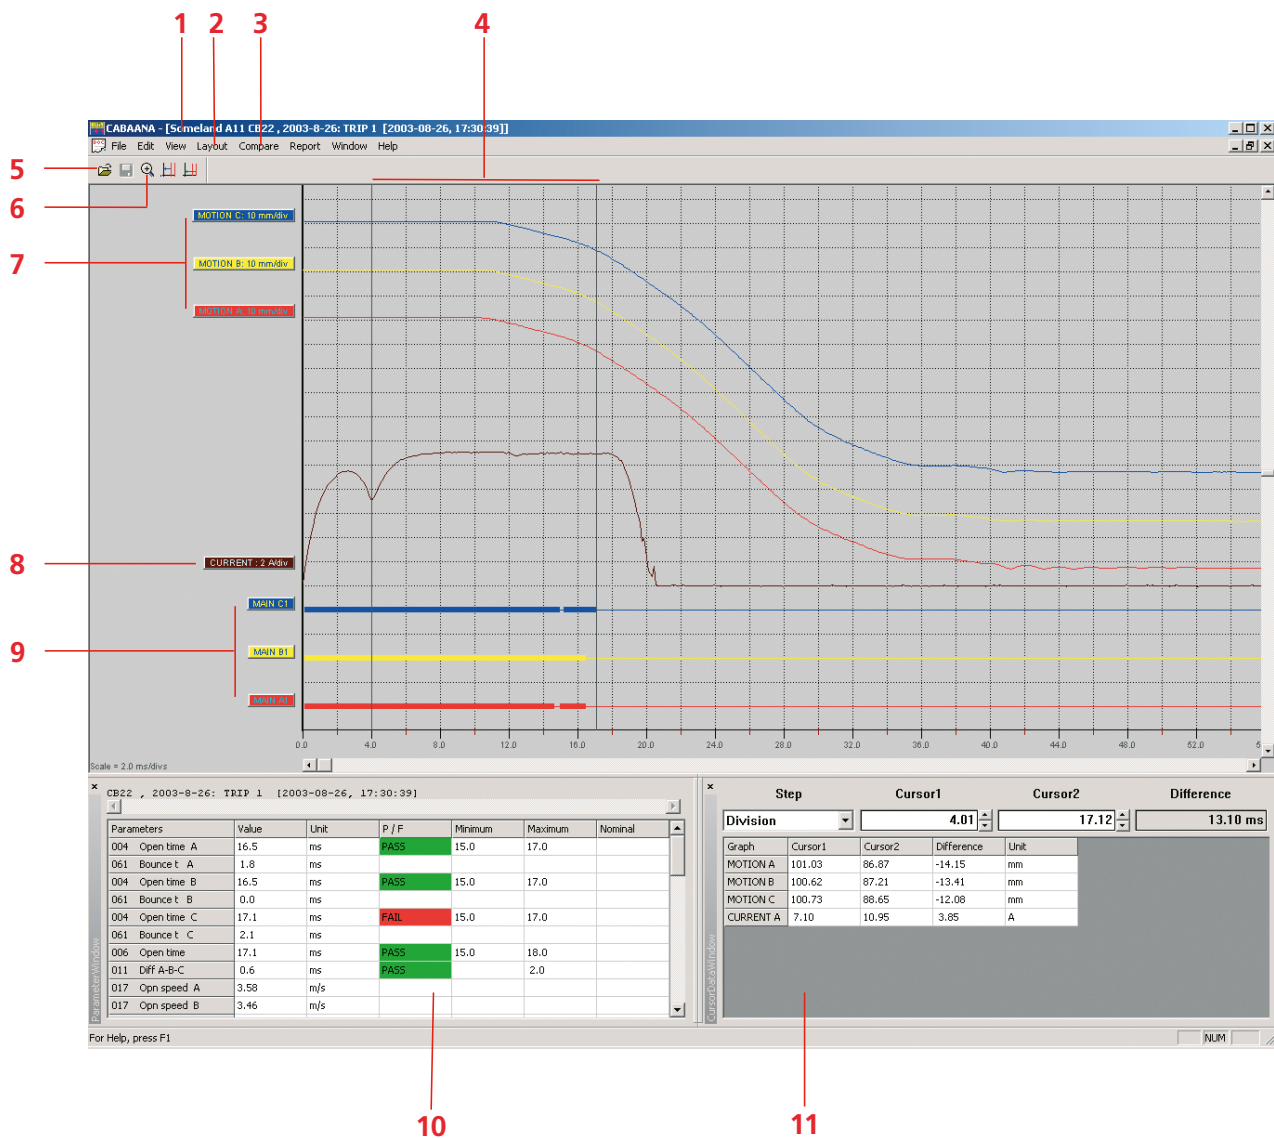 1 2 3 4
CABAANA - [Someland A11 CB22 , 2003-8-26: TRIP 1 [2003-08-26, 17:30:39]]
File Edit View Layout Compare Report Window Help
5
6
MOTION C: 10 mm/div
7
MOTION B: 10 mm/div
MOTION A: 10 mm/div
8
CURRENT : 2 A/div
MAIN C1
9
MAIN B1
MAIN A1
0.0 4.0 8.0 12.0 16.0 20.0 24.0 28.0 32.0 36.0 40.0 44.0 48.0 52.0 5
Scale = 2.0 ms/divs
CB22 , 2003-8-26: TRIP 1 [2003-08-26, 17:30:39]
Parameters Value Unit P / F Minimum Maximum Nominal
004 Open time A 16.5 ms PASS 15.0 17.0
061 Bounce t A 1.8 ms
004 Open time B 16.5 ms PASS 15.0 17.0
061 Bounce t B 0.0 ms
004 Open time C 17.1 ms FAIL 15.0 17.0
061 Bounce t C 2.1 ms
006 Open time 17.1 ms PASS 15.0 18.0
011 Diff A-B-C 0.6 ms PASS 2.0
017 Opn speed A 3.58 m/s
017 Opn speed B 3.46 m/s
ParameterWindow
Step Cursor1 Cursor2 Difference
Division 4.01 17.12 13.10 ms
Graph Cursor1 Cursor2 Difference Unit
MOTION A 101.03 86.87 -14.15 mm
MOTION B 100.62 87.21 -13.41 mm
MOTION C 100.73 88.65 -12.08 mm
CURRENT A 7.10 10.95 3.85 A
CursorDataWindow
For Help, press F1
NUM
10 11